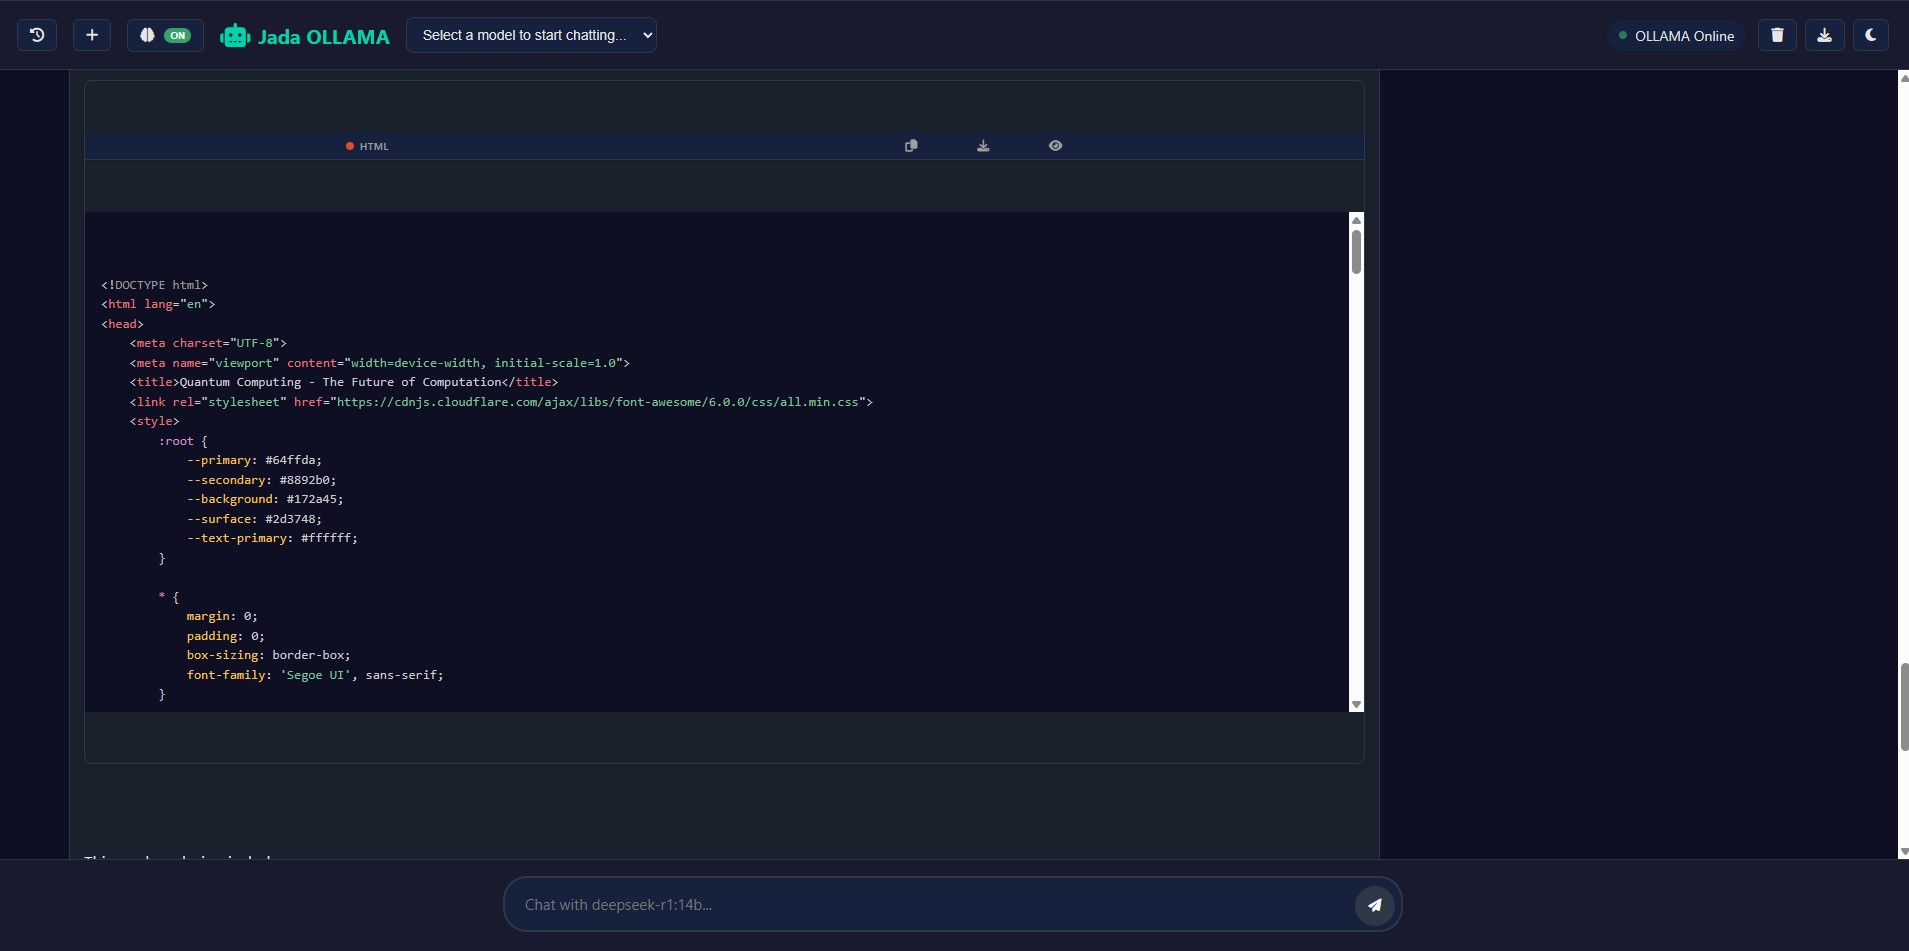 ON
Jada OLLAMA
Select a model to start chatting...
OLLAMA Online
HTML
<!DOCTYPE html>
<html lang="en">
<head>
    <meta charset="UTF-8">
    <meta name="viewport" content="width=device-width, initial-scale=1.0">
    <title>Quantum Computing - The Future of Computation</title>
    <link rel="stylesheet" href="https://cdnjs.cloudflare.com/ajax/libs/font-awesome/6.0.0/css/all.min.css">
    <style>
        :root {
            --primary: #64ffda;
            --secondary: #8892b0;
            --background: #172a45;
            --surface: #2d3748;
            --text-primary: #ffffff;
        }
        * {
            margin: 0;
            padding: 0;
            box-sizing: border-box;
            font-family: 'Segoe UI', sans-serif;
        }
Chat with deepseek-r1:14b...